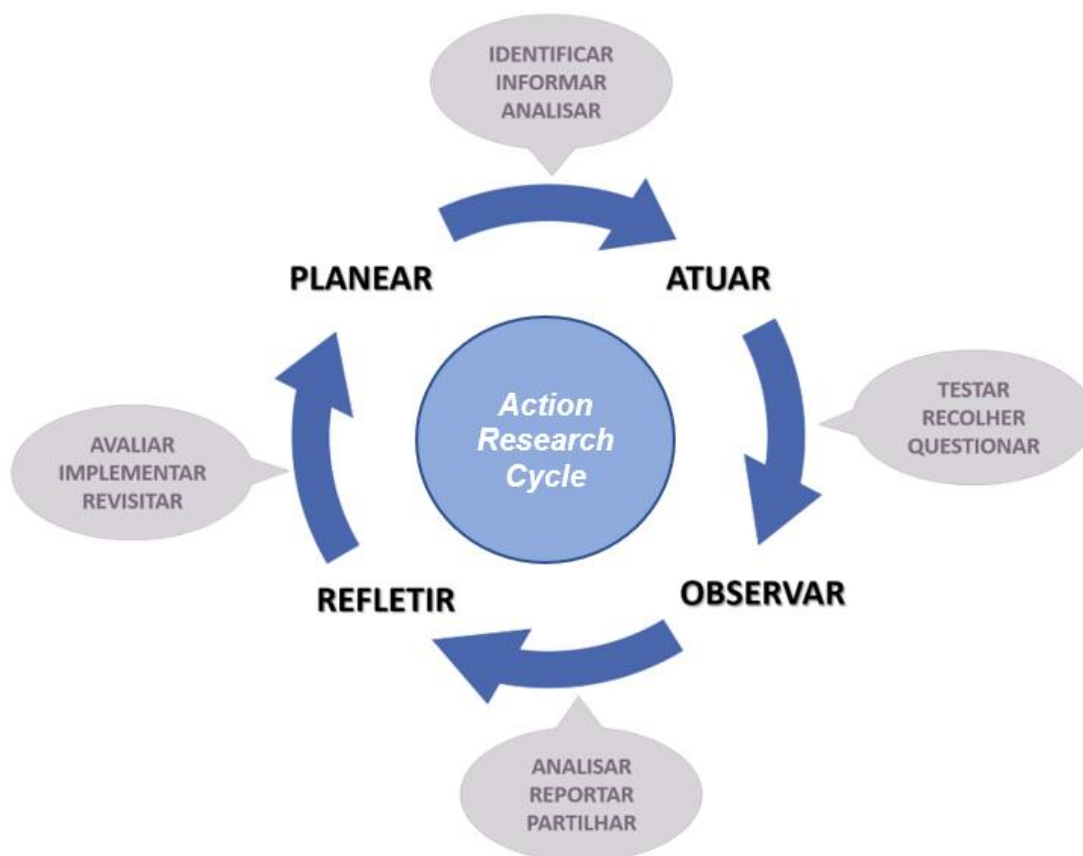 IDENTIFICAR
INFORMAR
ANALISAR
PLANEAR
ATUAR
Action
Research
Cycle
TESTAR
RECOLHER
QUESTIONAR
AVALIAR
IMPLEMENTAR
REVISITAR
REFLETIR
OBSERVAR
ANALISAR
REPORTAR
PARTILHAR